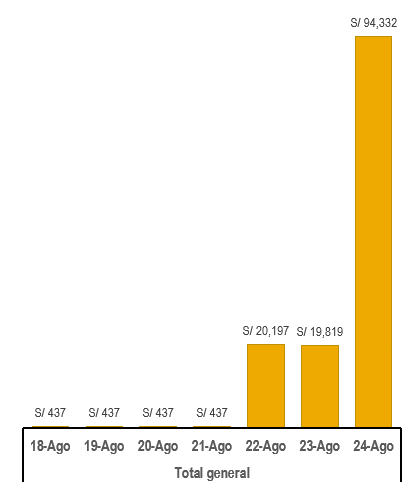 S/ 94,332
S/ 20,197
S/ 19,819
S/ 437
S/ 437
S/ 437
S/ 437
18-Ago
19-Ago
20-Ago
21-Ago
22-Ago
23-Ago
24-Ago
Total general